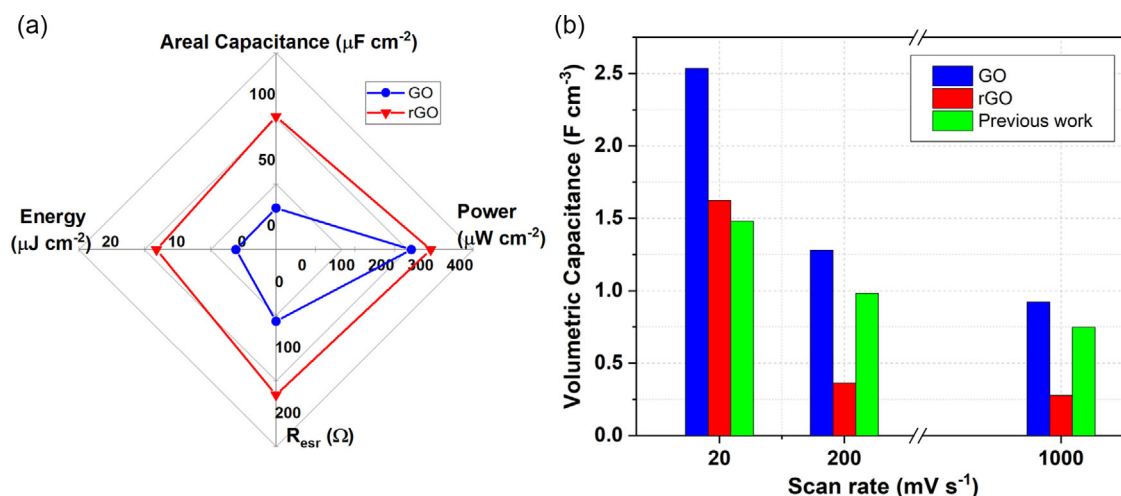 (a)
Areal Capacitance (μF cm⁻²)
GO
rGO
100
50
0
Energy
(μJ cm⁻²)
20
10
0
Power
(μW cm⁻²)
0
100
200
300
400
0
100
200
Resr (Ω)
(b)
Volumetric Capacitance (F cm⁻³)
2.5
2.0
1.5
1.0
0.5
0.0
GO
rGO
Previous work
20
200
1000
Scan rate (mV s⁻¹)